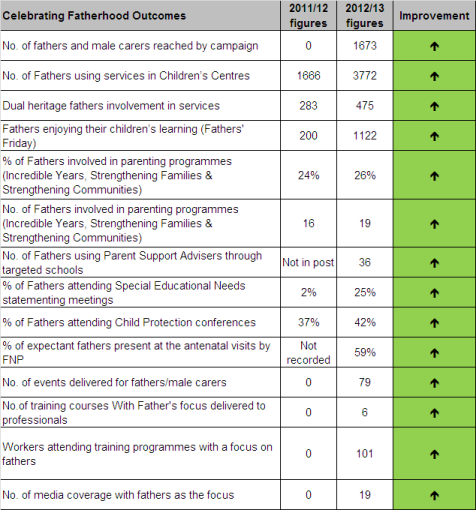 Celebrating Fatherhood Outcomes 2011/12 figures 2012/13 figures Improvement
No. of fathers and male carers reached by campaign 0 1673 ↑
No. of Fathers using services in Children's Centres 1666 3772 ↑
Dual heritage fathers involvement in services 283 475 ↑
Fathers enjoying their children's learning (Fathers'
Friday) 200 1122 ↑
% of Fathers involved in parenting programmes
(Incredible Years, Strengthening Families &
Strengthening Communities) 24% 26% ↑
No. of Fathers involved in parenting programmes
(Incredible Years, Strengthening Families &
Strengthening Communities) 16 19 ↑
No. of Fathers using Parent Support Advisers through
targeted schools Not in post 36 ↑
% of Fathers attending Special Educational Needs
statementing meetings 2% 25% ↑
% of Fathers attending Child Protection conferences 37% 42% ↑
% of expectant fathers present at the antenatal visits by
FNP Not recorded 59% ↑
No. of events delivered for fathers/male carers 0 79 ↑
No.of training courses With Father's focus delivered to
professionals 0 6 ↑
Workers attending training programmes with a focus on
fathers 0 101 ↑
No. of media coverage with fathers as the focus 0 19 ↑